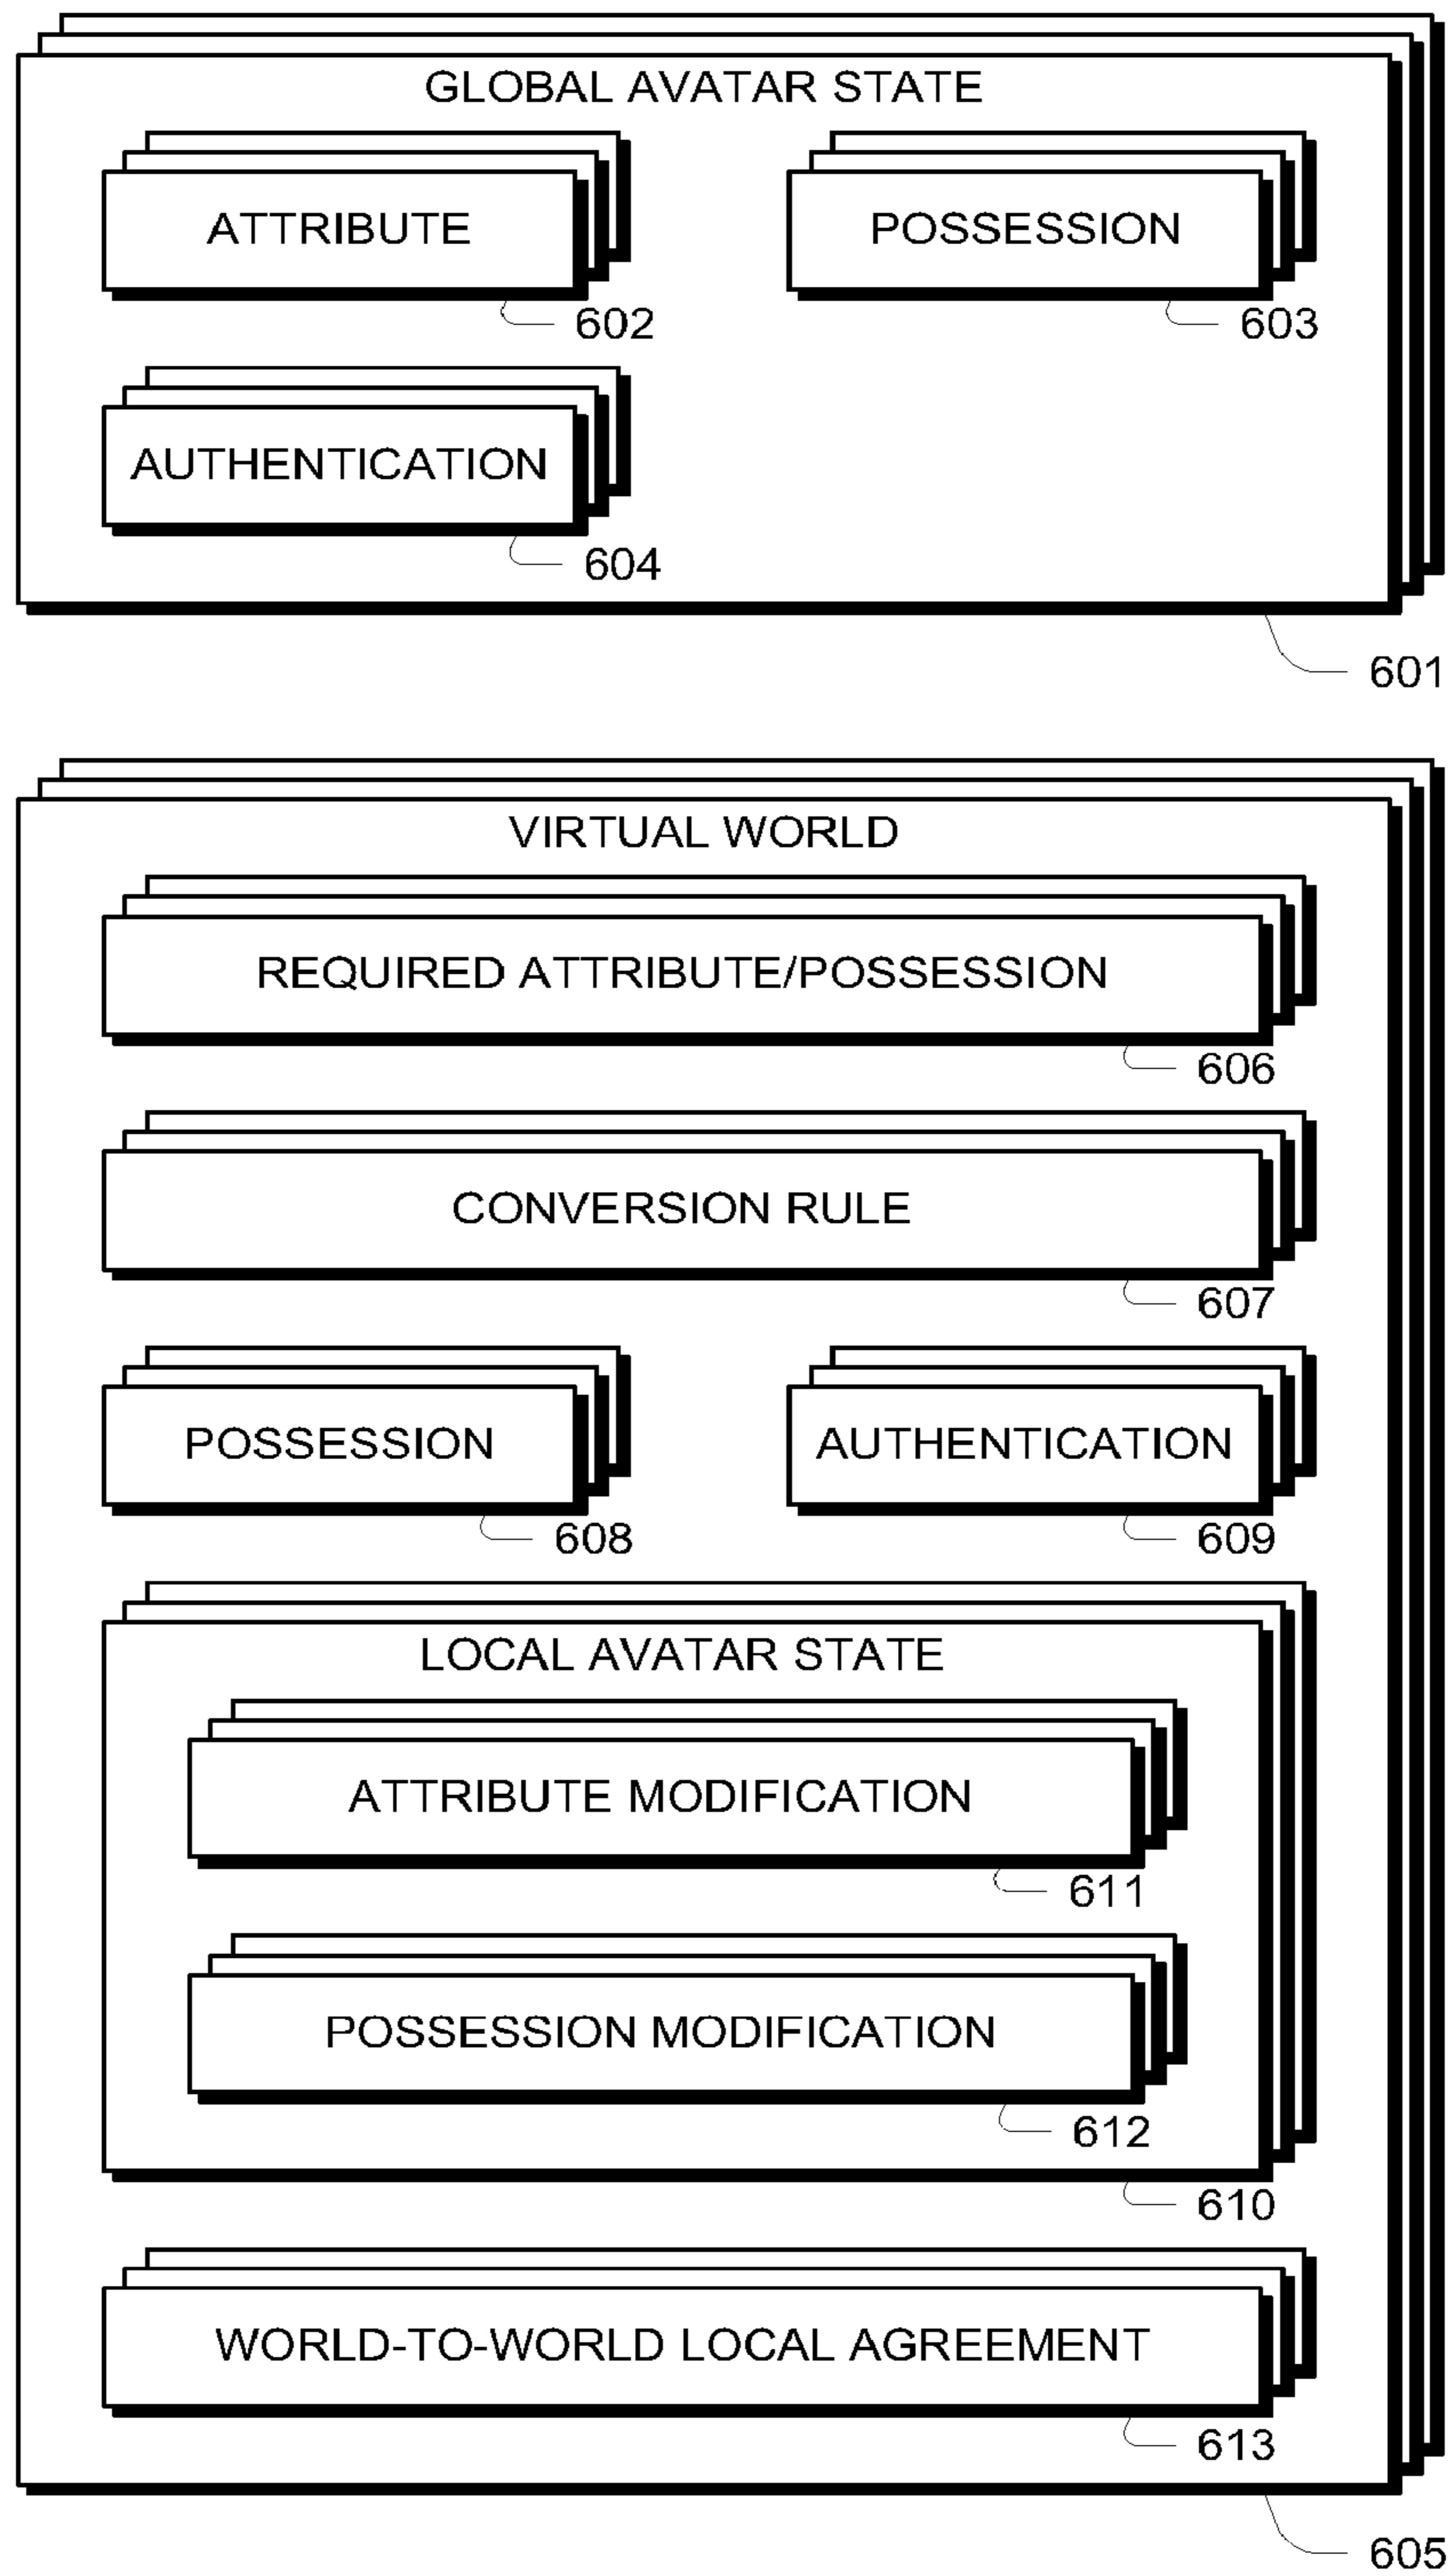 GLOBAL AVATAR STATE
ATTRIBUTE
POSSESSION
602
603
AUTHENTICATION
604
601
VIRTUAL WORLD
REQUIRED ATTRIBUTE/POSSESSION
606
CONVERSION RULE
607
POSSESSION
AUTHENTICATION
608
609
LOCAL AVATAR STATE
ATTRIBUTE MODIFICATION
611
POSSESSION MODIFICATION
612
610
WORLD-TO-WORLD LOCAL AGREEMENT
613
605